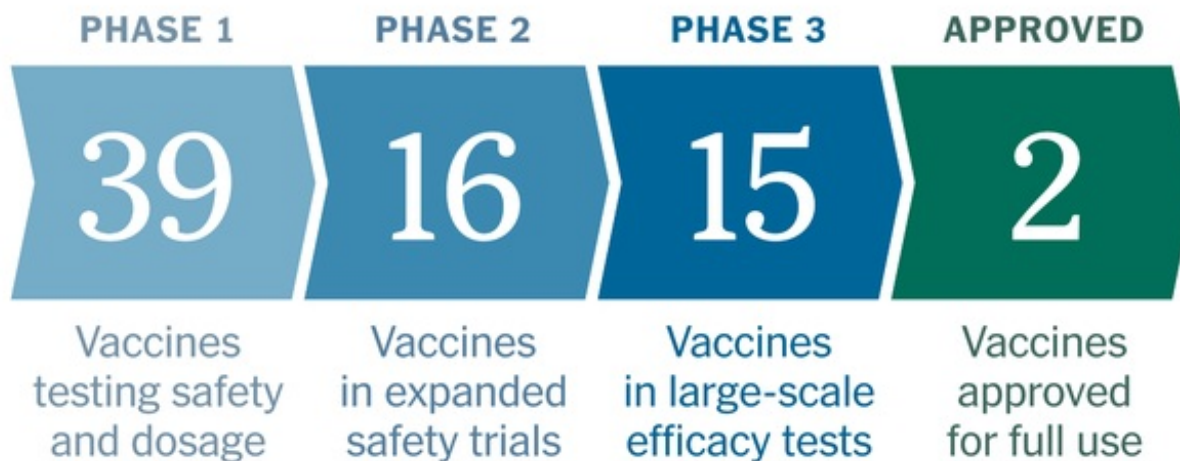 PHASE 1
PHASE 2
PHASE 3
APPROVED
39
16
15
2
Vaccines
testing safety
and dosage
Vaccines
in expanded
safety trials
Vaccines
in large-scale
efficacy tests
Vaccines
approved
for full use